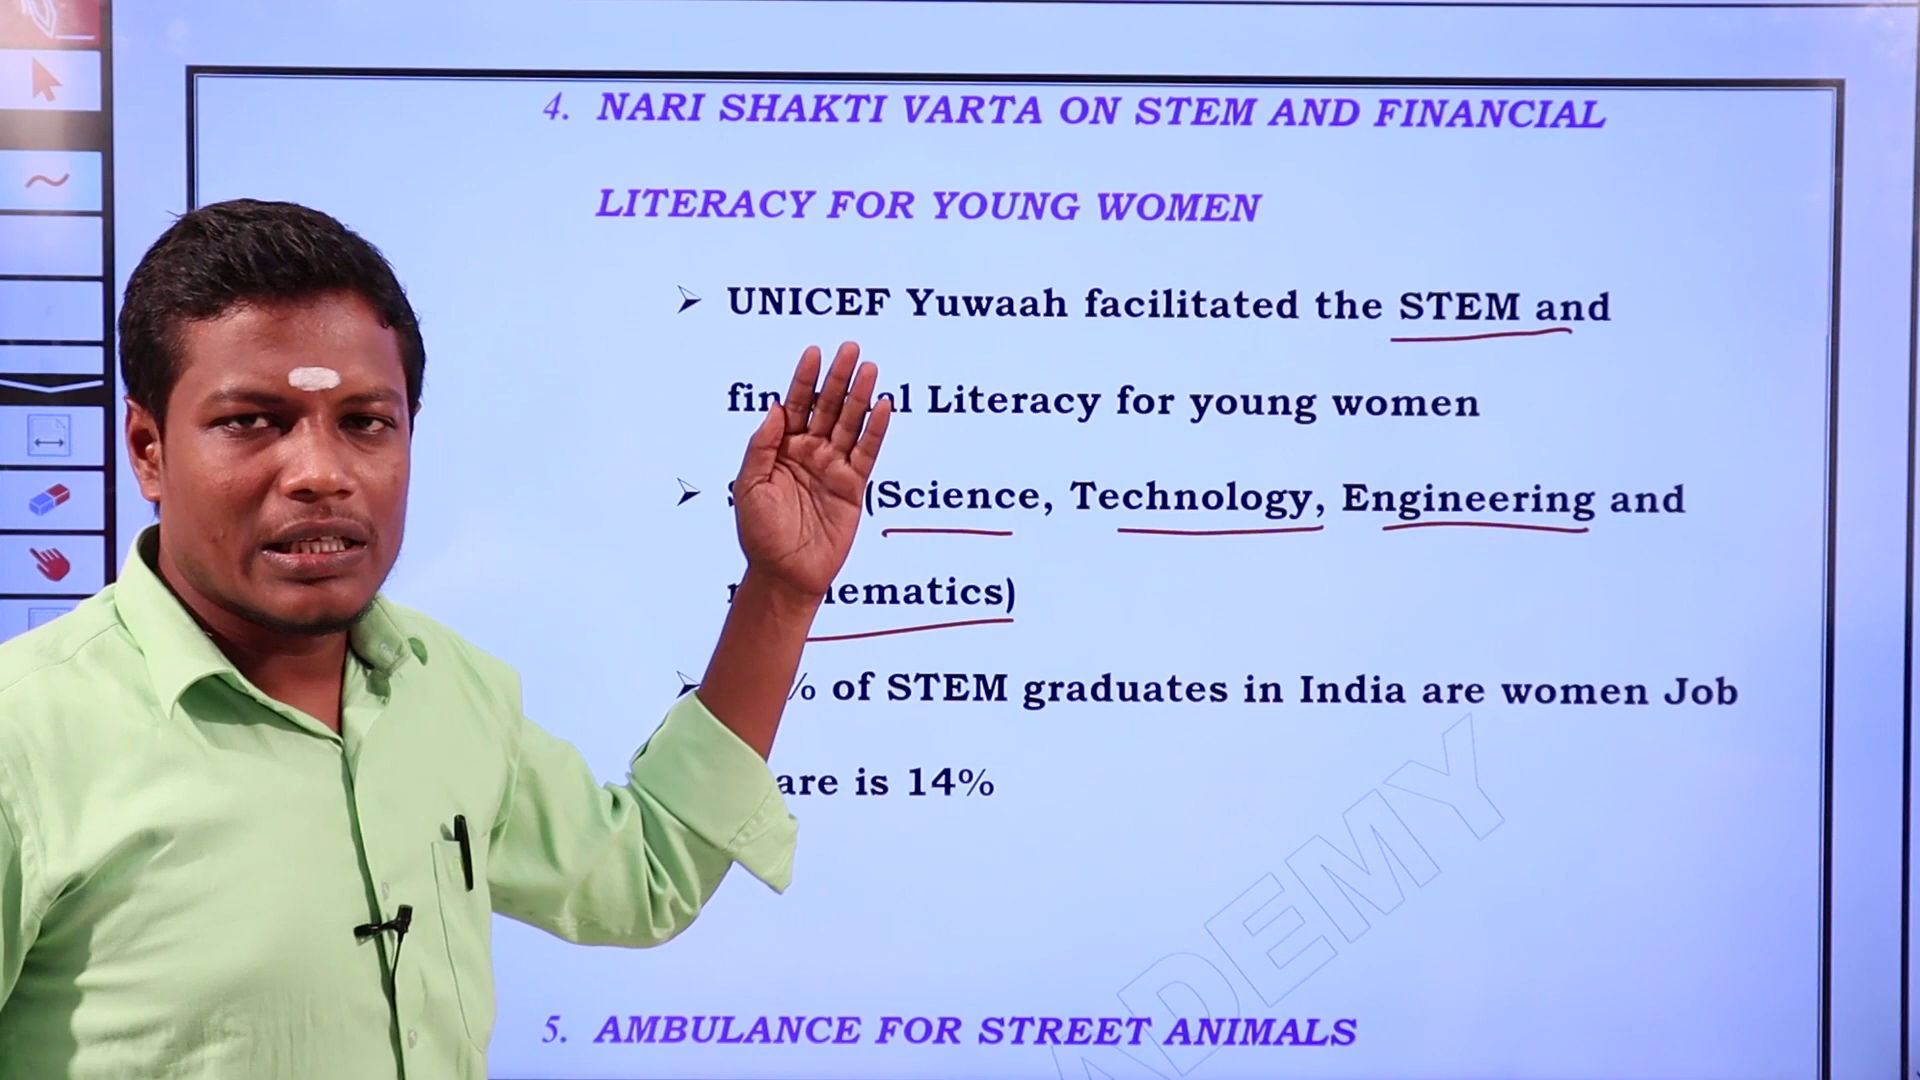 4. NARI SHAKTI VARTA ON STEM AND FINANCIAL
LITERACY FOR YOUNG WOMEN
➢ UNICEF Yuwaah facilitated the STEM and
Literacy for young women
➢ (Science, Technology, Engineering and
➢ % of STEM graduates in India are women Job
is 14%
5. AMBULANCE FOR STREET ANIMALS